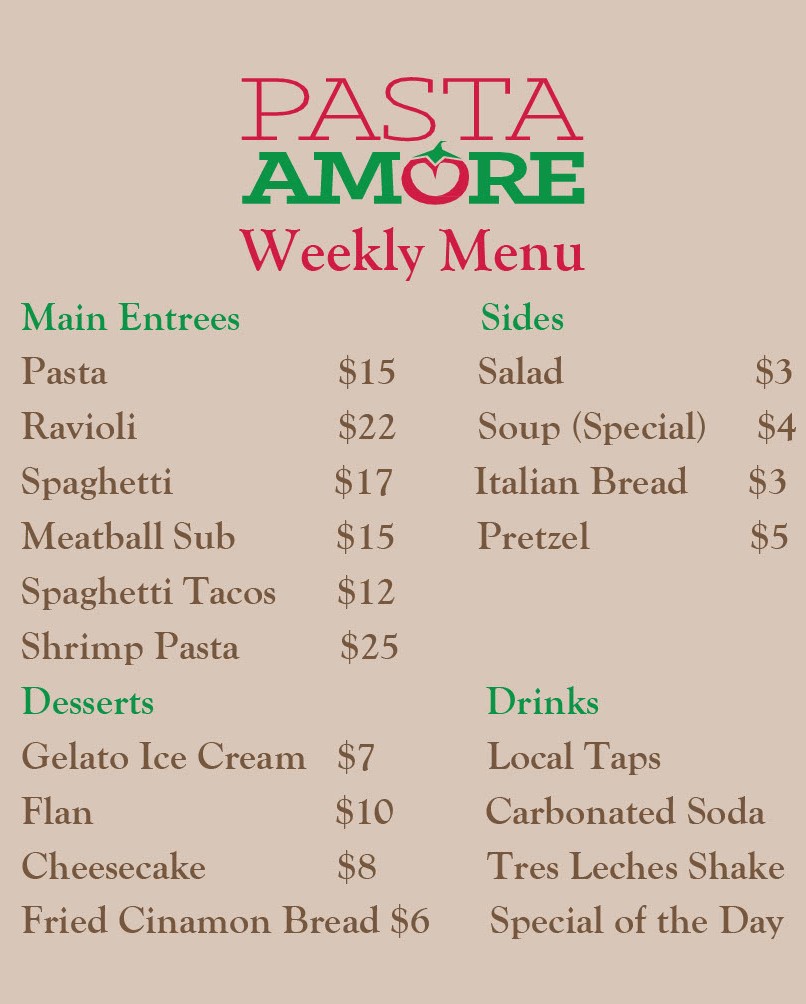 PASTA
AMORE
Weekly Menu
Main Entrees
Pasta $15
Ravioli $22
Spaghetti $17
Meatball Sub $15
Spaghetti Tacos $12
Shrimp Pasta $25
Sides
Salad $3
Soup (Special) $4
Italian Bread $3
Pretzel $5
Desserts
Gelato Ice Cream $7
Flan $10
Cheesecake $8
Fried Cinamon Bread $6
Drinks
Local Taps
Carbonated Soda
Tres Leches Shake
Special of the Day